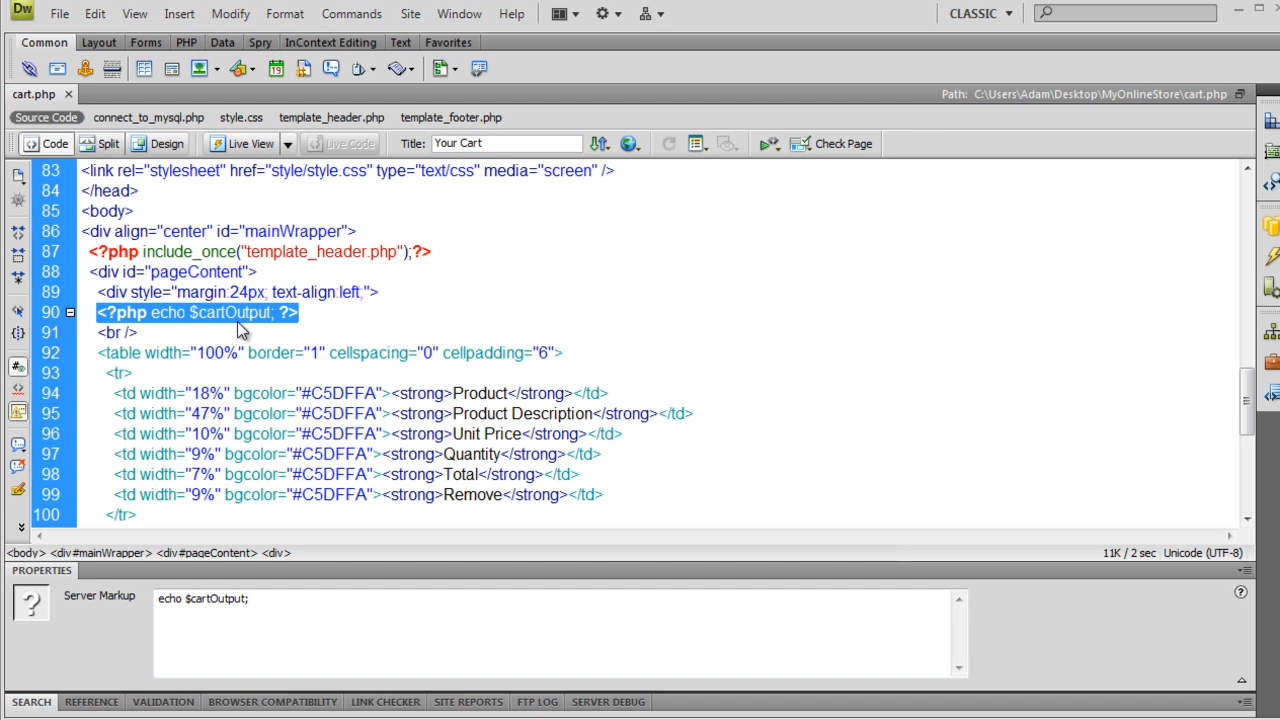 Dw File Edit View Insert Modify Format Commands Site Window Help CLASSIC
Common Layout Forms PHP Data Spry InContext Editing Text Favorites
cart.php × Path: C:\Users\Adam\Desktop\MyOnlineStore\cart.php
Source Code connect_to_mysql.php style.css template_header.php template_footer.php
Code Split Design Live View Live Code Title: Your Cart Check Page
83 <link rel="stylesheet" href="style/style.css" type="text/css" media="screen" />
84 </head>
85 <body>
86 <div align="center" id="mainWrapper">
87 <?php include_once("template_header.php");?>
88 <div id="pageContent">
89 <div style="margin:24px; text-align:left;">
90 <?php echo $cartOutput; ?>
91 <br />
92 <table width="100%" border="1" cellspacing="0" cellpadding="6">
93 <tr>
94 <td width="18%" bgcolor="#C5DFFA"><strong>Product</strong></td>
95 <td width="47%" bgcolor="#C5DFFA"><strong>Product Description</strong></td>
96 <td width="10%" bgcolor="#C5DFFA"><strong>Unit Price</strong></td>
97 <td width="9%" bgcolor="#C5DFFA"><strong>Quantity</strong></td>
98 <td width="7%" bgcolor="#C5DFFA"><strong>Total</strong></td>
99 <td width="9%" bgcolor="#C5DFFA"><strong>Remove</strong></td>
100 </tr>
<body> <div#mainWrapper> <div#pageContent> <div> 11K / 2 sec Unicode (UTF-8)
PROPERTIES
Server Markup echo $cartOutput;
SEARCH REFERENCE VALIDATION BROWSER COMPATIBILITY LINK CHECKER SITE REPORTS FTP LOG SERVER DEBUG